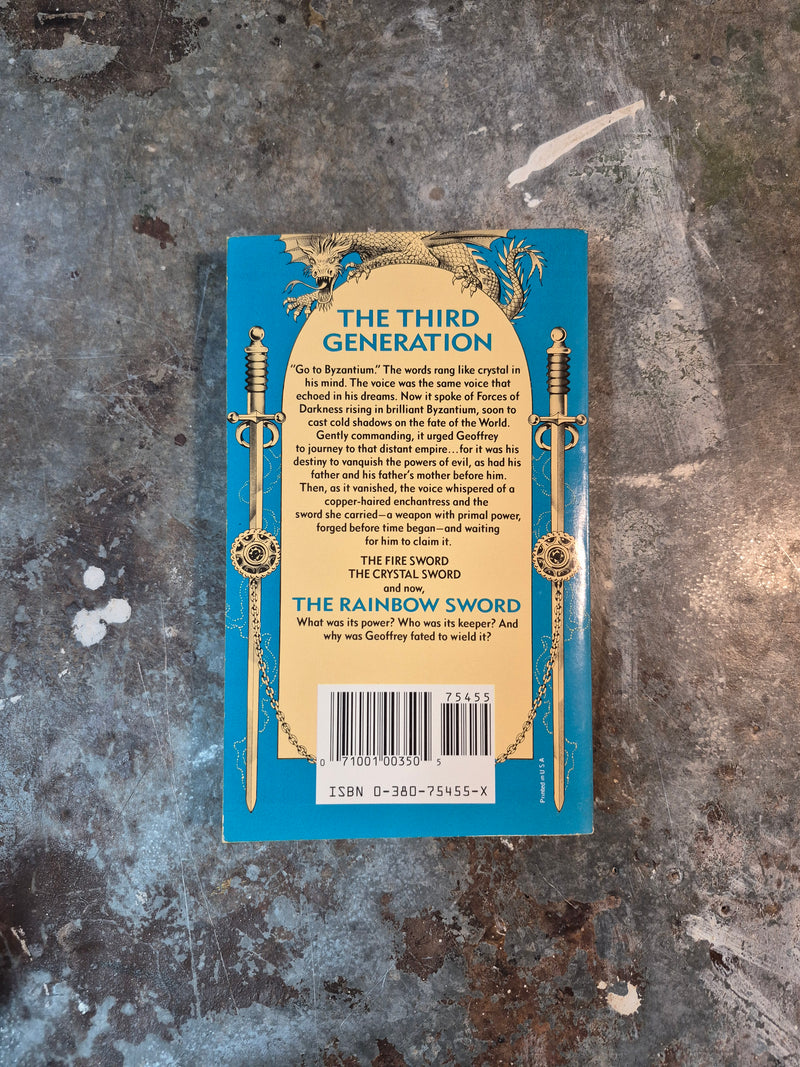 THE THIRD
GENERATION
"Go to Byzantium." The words rang like crystal in
his mind. The voice was the same voice that
echoed in his dreams. Now it spoke of Forces of
Darkness rising in brilliant Byzantium, soon to
cast cold shadows on the fate of the World.
Gently commanding, it urged Geoffrey
to journey to that distant empire...for it was his
destiny to vanquish the powers of evil, as had his
father and his father's mother before him.
Then, as it vanished, the voice whispered of a
copper-haired enchantress and the
sword she carried—a weapon with primal power,
forged before time began—and waiting
for him to claim it.
THE FIRE SWORD
THE CRYSTAL SWORD
and now,
THE RAINBOW SWORD
What was its power? Who was its keeper? And
why was Geoffrey fated to wield it?
75455
0 71001 00350 5
ISBN 0-380-75455-X
Printed in USA